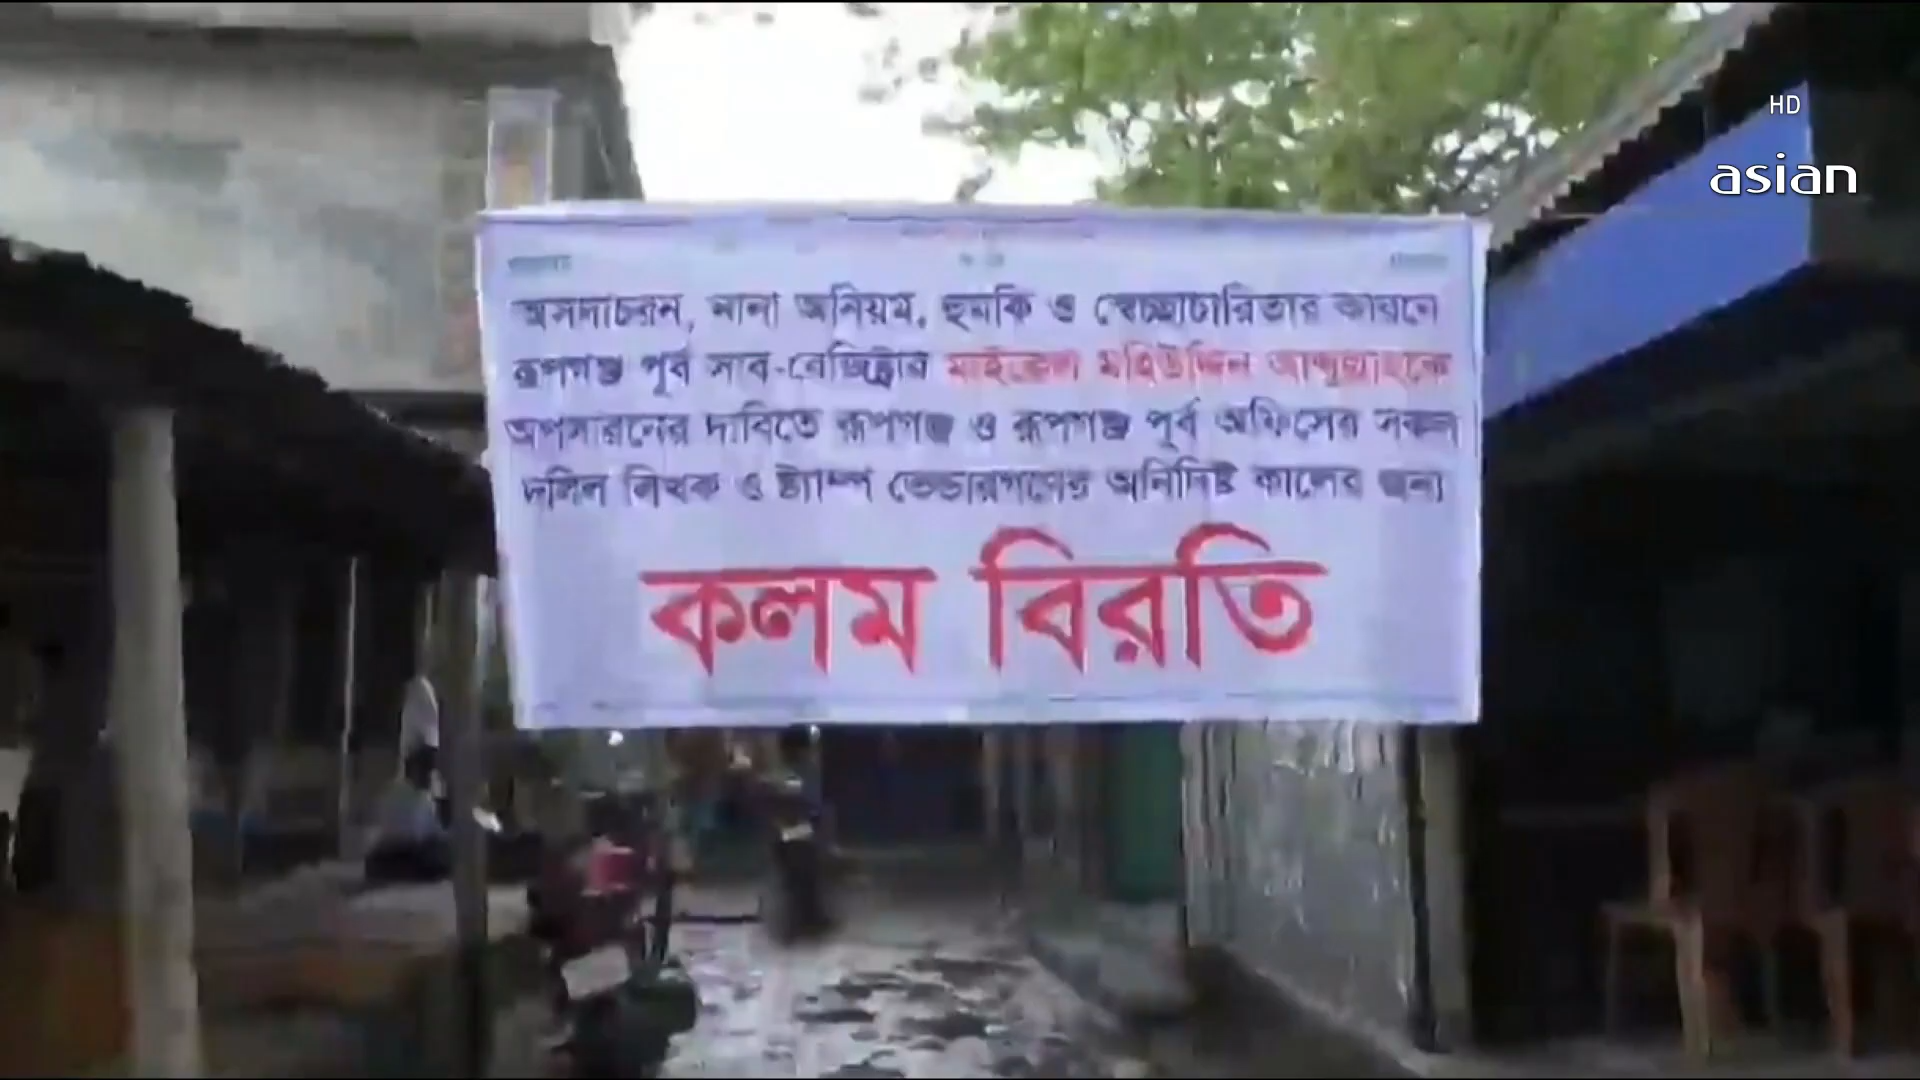 HD
asian
অসদাচরন, নানা অনিয়ম, হুমকি ও স্বেচ্ছাচারিতার কারনে
রূপগঞ্জ পূর্ব সাব-রেজিষ্ট্রার মাইকেল মহিউদ্দিন আব্দুল্লাহকে
অপসারনের দাবিতে রূপগঞ্জ ও রূপগঞ্জ পূর্ব অফিসের সকল
দলিল লিখক ও ষ্ট্যাম্প ভেন্ডারগণের অনির্দিষ্ট কালের জন্য
কলম বিরতি